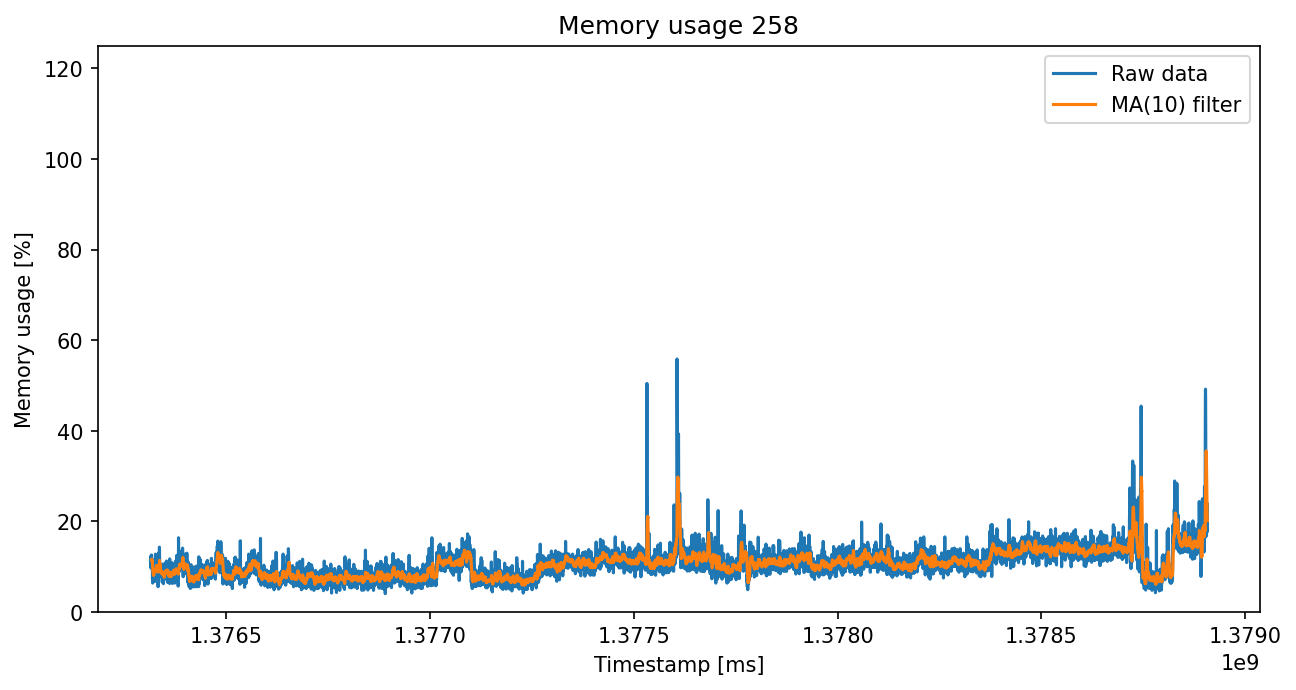 Memory usage 258
Raw data
MA(10) filter
Memory usage [%]
120
100
80
60
40
20
0
1.3765 1.3770 1.3775 1.3780 1.3785 1.3790
1e9
Timestamp [ms]